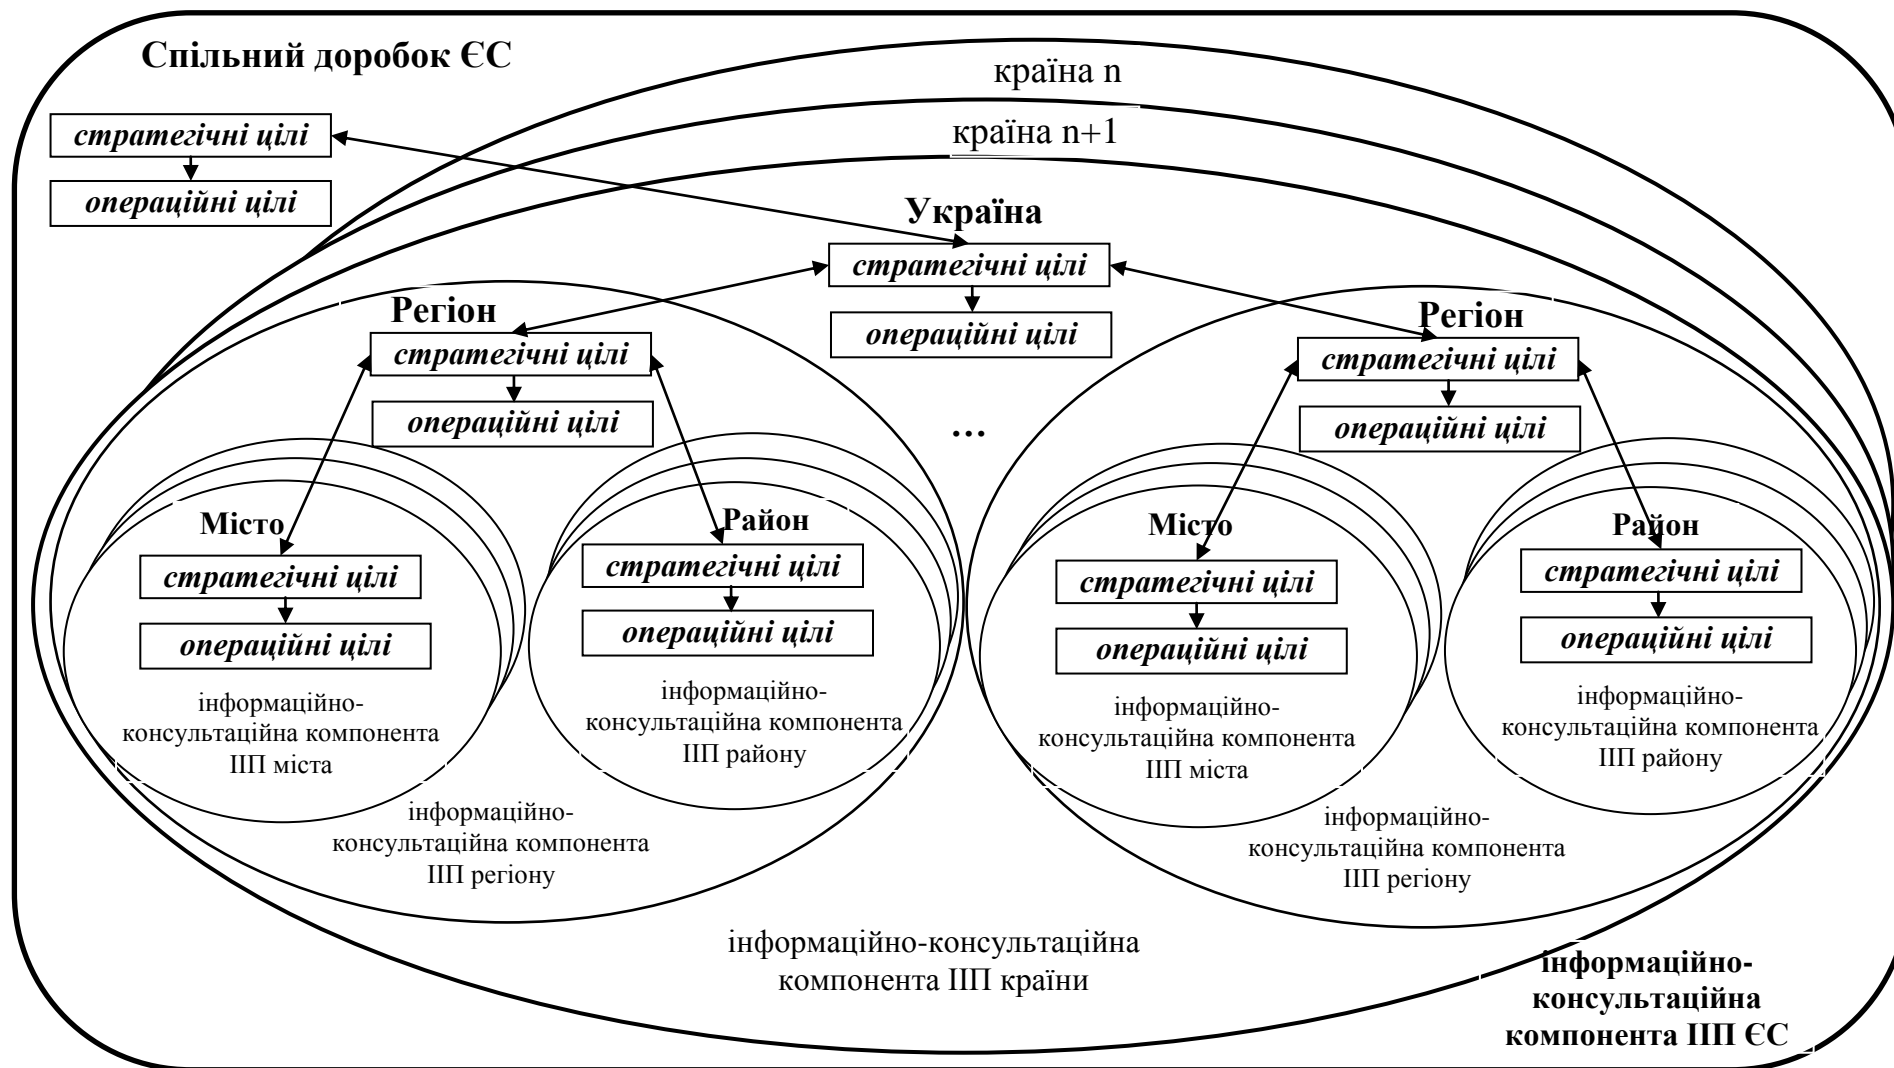 Спільний доробок ЄС
країна n
країна n+1
стратегічні цілі
операційні цілі
Україна
стратегічні цілі
операційні цілі
Регіон
стратегічні цілі
операційні цілі
Регіон
стратегічні цілі
операційні цілі
...
Місто
стратегічні цілі
операційні цілі
інформаційно-
консультаційна компонента
ІІП міста
Район
стратегічні цілі
операційні цілі
інформаційно-
консультаційна компонента
ІІП району
інформаційно-
консультаційна компонента
ІІП регіону
Місто
стратегічні цілі
операційні цілі
інформаційно-
консультаційна компонента
ІІП міста
Район
стратегічні цілі
операційні цілі
інформаційно-
консультаційна компонента
ІІП району
інформаційно-
консультаційна компонента
ІІП регіону
інформаційно-консультаційна
компонента ІІП країни
інформаційно-
консультаційна
компонента ІІП ЄС